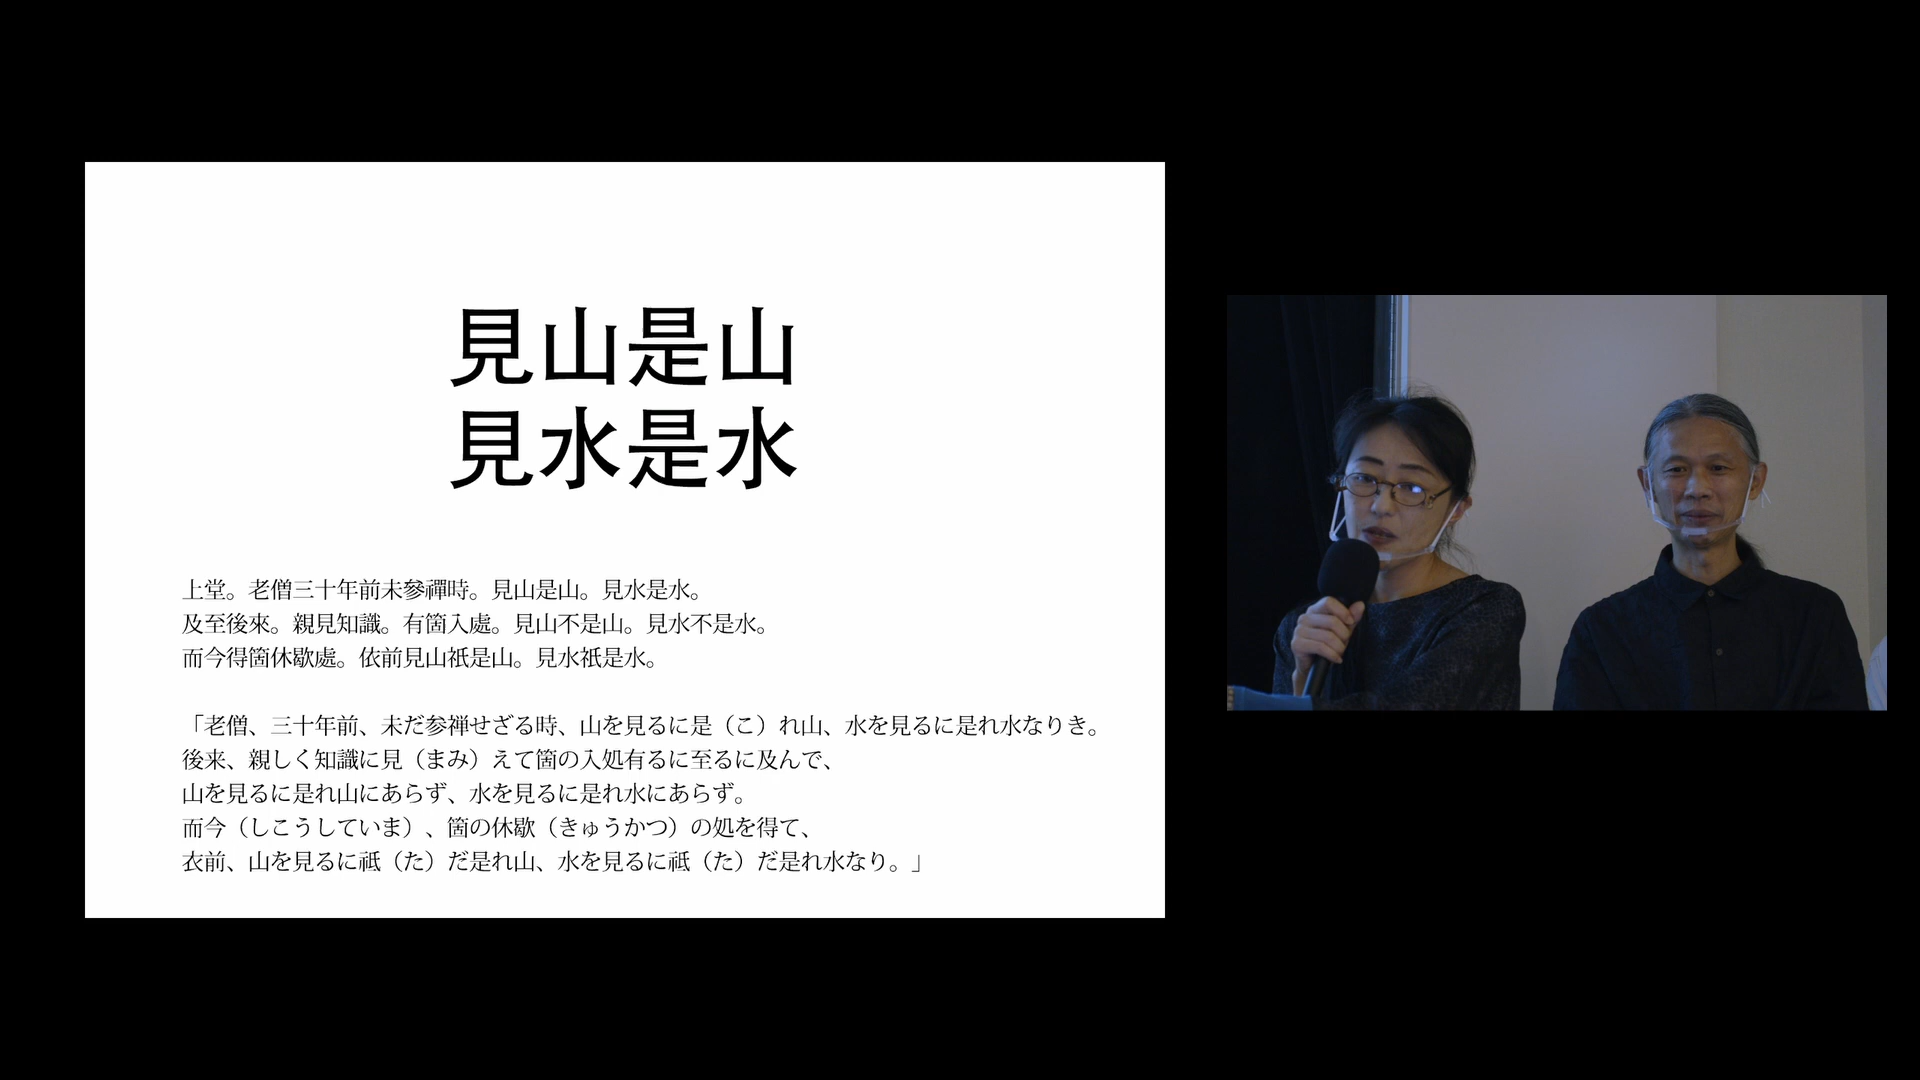 見山是山
見水是水
上堂。老僧三十年前未參禪時。見山是山。見水是水。
及至後來。親見知識。有箇入處。見山不是山。見水不是水。
而今得箇休歇處。依前見山祇是山。見水祇是水。
「老僧、三十年前、未だ参禅せざる時、山を見るに是（こ）れ山、水を見るに是れ水なりき。
後来、親しく知識に見（まみ）えて箇の入処有るに至るに及んで、
山を見るに是れ山にあらず、水を見るに是れ水にあらず。
而今（しこうしていま）、箇の休歇（きゅうかつ）の処を得て、
衣前、山を見るに祗（た）だ是れ山、水を見るに祗（た）だ是れ水なり。」